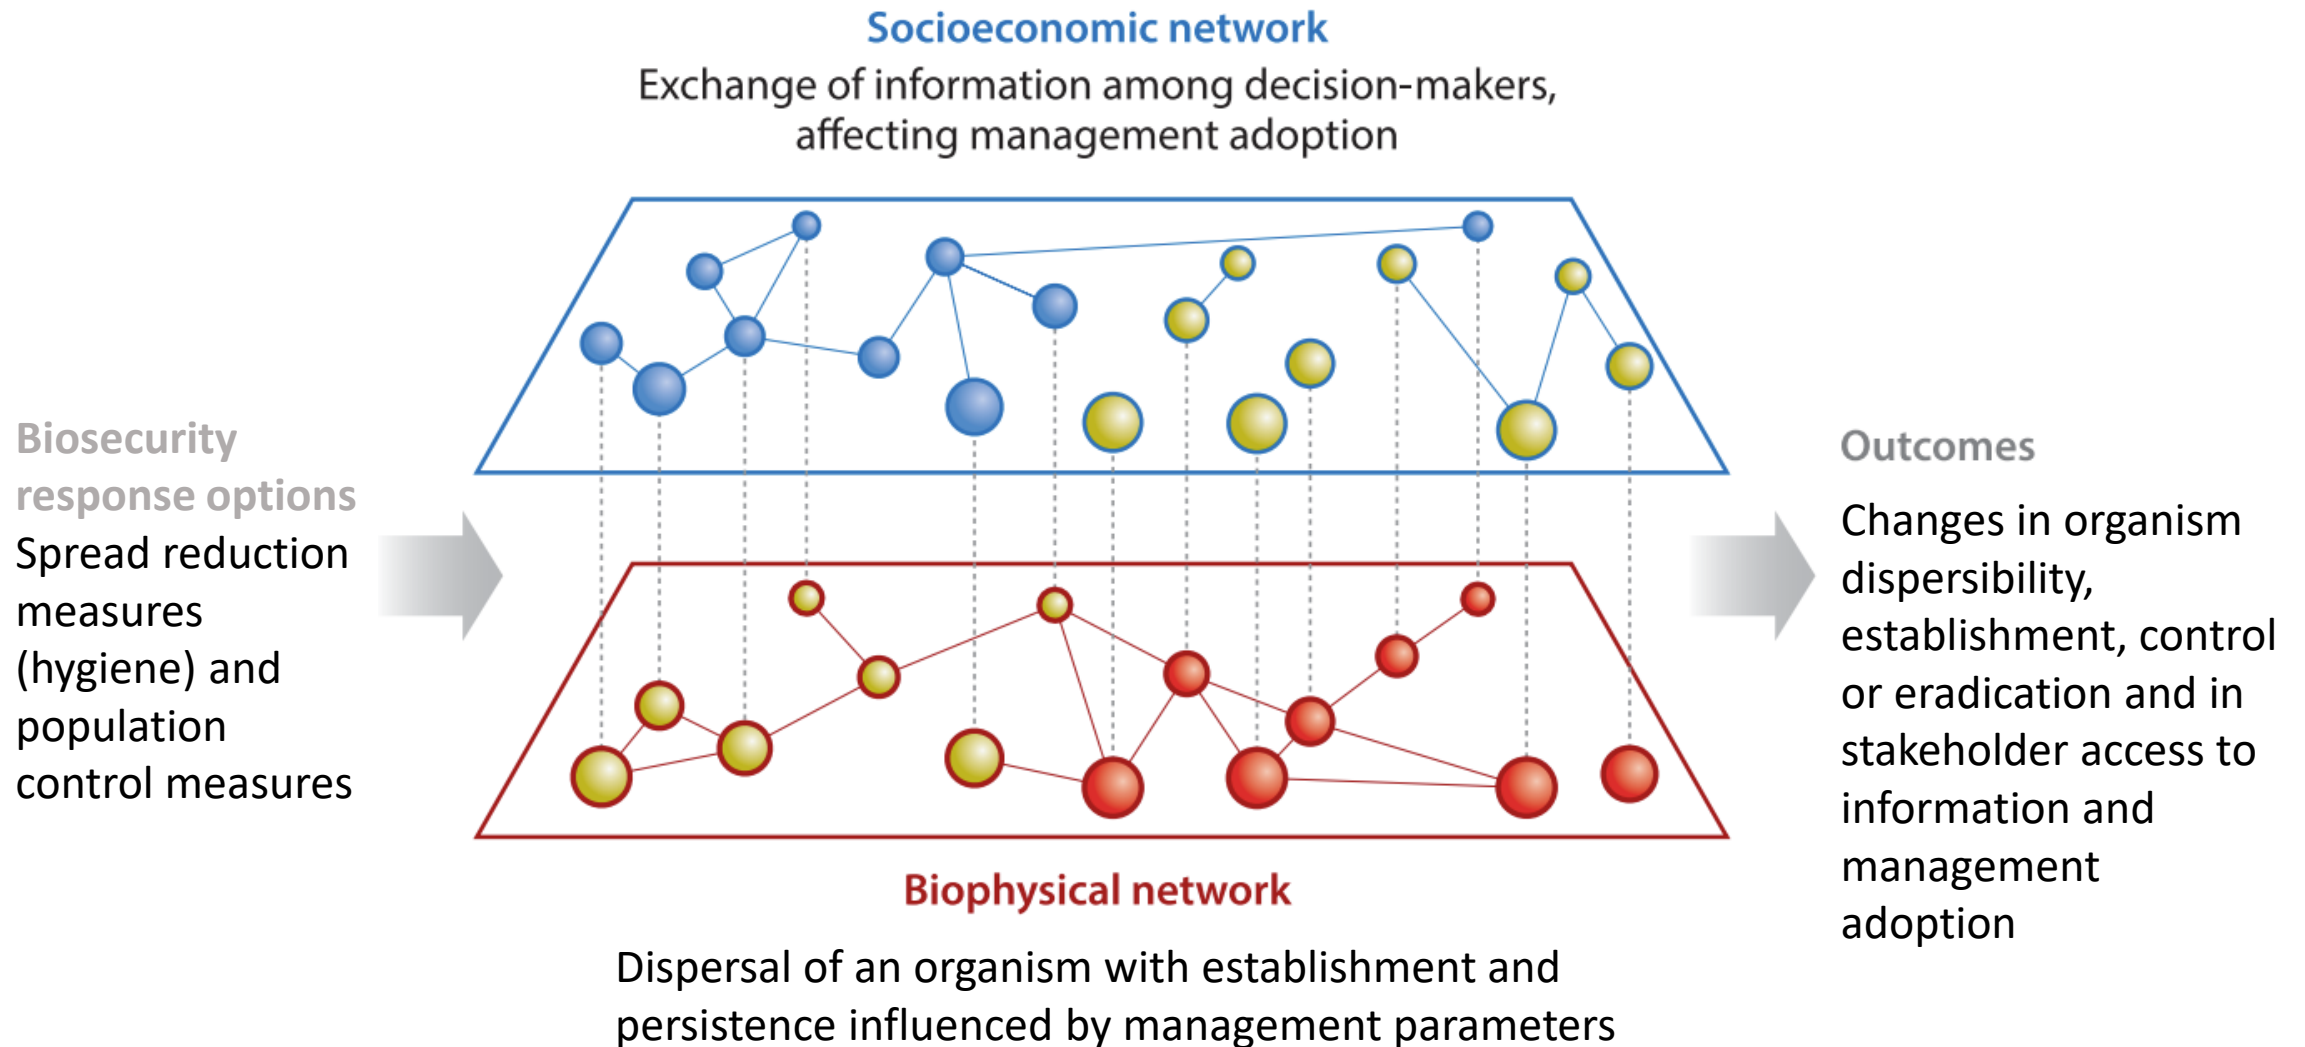 Socioeconomic network
Exchange of information among decision-makers,
affecting management adoption
Biosecurity
response options
Spread reduction
measures
(hygiene) and
population
control measures
Outcomes
Changes in organism
dispersibility,
establishment, control
or eradication and in
stakeholder access to
information and
management
adoption
Biophysical network
Dispersal of an organism with establishment and
persistence influenced by management parameters